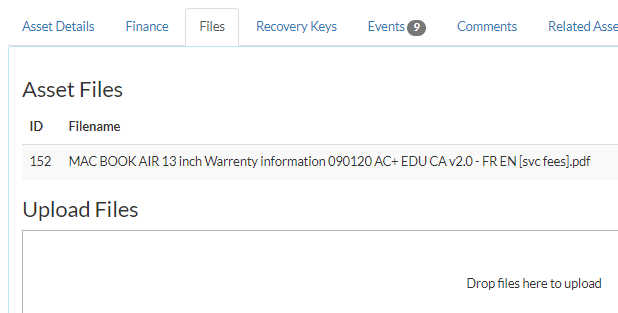 Asset Details Finance Files Recovery Keys Events 9 Comments Related Asse
Asset Files
ID Filename
152 MAC BOOK AIR 13 inch Warrenty information 090120 AC+ EDU CA v2.0 - FR EN [svc fees].pdf
Upload Files
Drop files here to upload